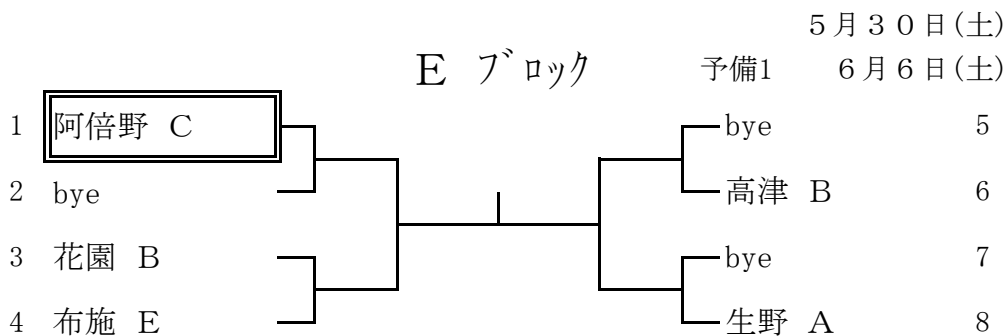 ５月３０日(土)
Ｅ ブロック
予備1 ６月６日(土)
1 阿倍野 Ｃ
2 bye
3 花園 Ｂ
4 布施 Ｅ
bye 5
高津 Ｂ 6
bye 7
生野 Ａ 8